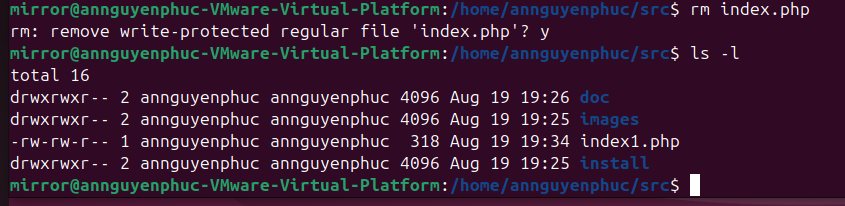 mirror@annguyenphuc-VMware-Virtual-Platform:/home/annguyenphuc/src$ rm index.php
rm: remove write-protected regular file 'index.php'? y
mirror@annguyenphuc-VMware-Virtual-Platform:/home/annguyenphuc/src$ ls -l
total 16
drwxrwxr-- 2 annguyenphuc annguyenphuc 4096 Aug 19 19:26 doc
drwxrwxr-- 2 annguyenphuc annguyenphuc 4096 Aug 19 19:25 images
-rw-rw-r-- 1 annguyenphuc annguyenphuc  318 Aug 19 19:34 index1.php
drwxrwxr-- 2 annguyenphuc annguyenphuc 4096 Aug 19 19:25 install
mirror@annguyenphuc-VMware-Virtual-Platform:/home/annguyenphuc/src$